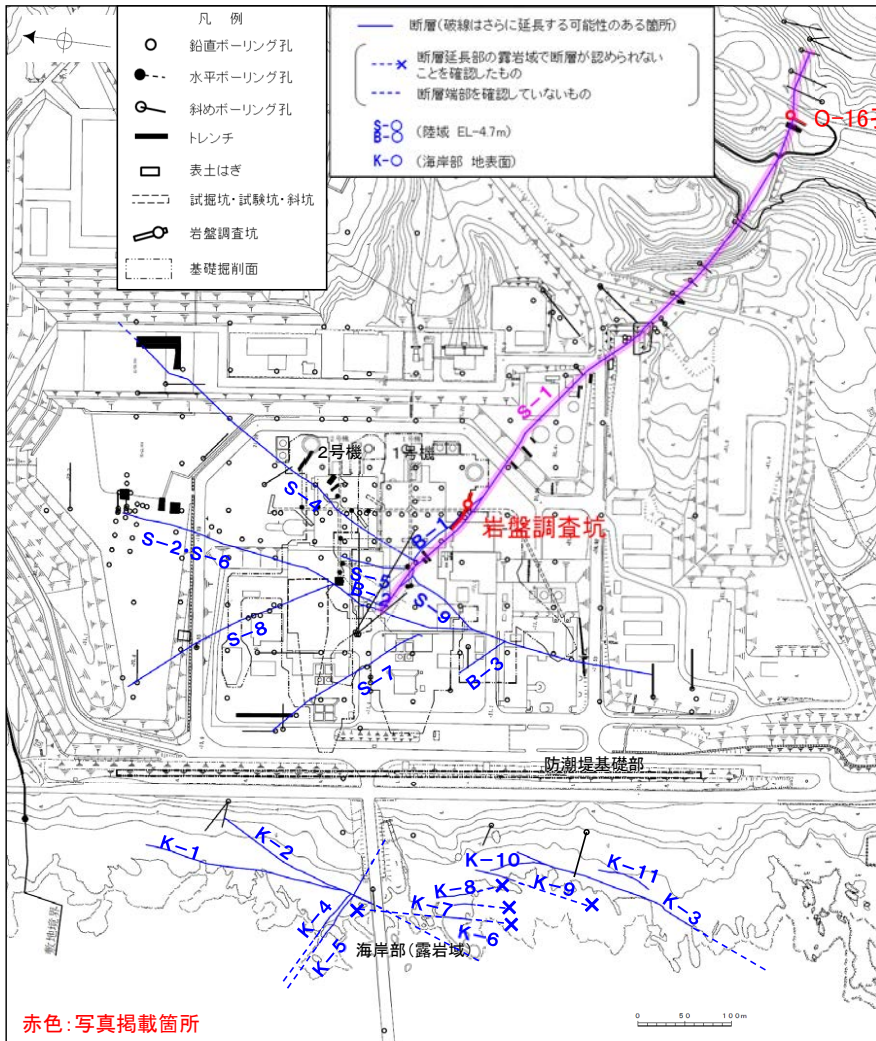 凡 例
鉛直ボーリング孔
水平ボーリング孔
斜めボーリング孔
トレンチ
表土はぎ
試掘坑・試験坑・斜坑
岩盤調査坑
基礎掘削面
断層(破線はさらに延長する可能性のある箇所)
断層延長部の露岩域で断層が認められない
ことを確認したもの
断層端部を確認していないもの
S-○
B-○
(陸域 EL-4.7m)
K-○ (海岸部 地表面)
O-16
S-1
2号機
1号機
S-4
B-1
岩盤調査坑
S-2・S-6
S-5
B-2
S-9
S-8
S-7
B-3
防潮堤基礎部
K-1
K-2
K-10
K-11
K-8
K-9
K-7
K-3
K-4
K-6
K-5
海岸部(露岩域)
敷地境界
赤色:写真掲載箇所
0 50 100m